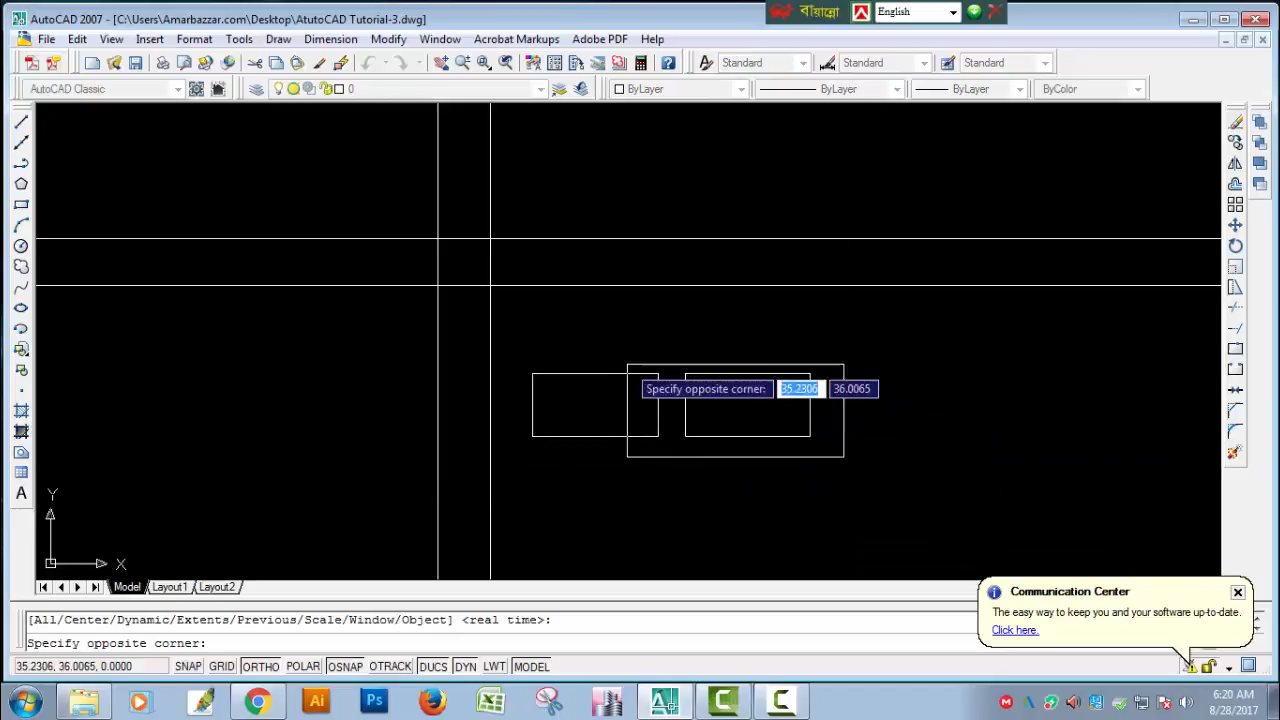 AutoCAD 2007 - [C:\Users\Amarbazzar.com\Desktop\AtutoCAD Tutorial-3.dwg]
বায়ান্নো
English
File Edit View Insert Format Tools Draw Dimension Modify Window Acrobat Markups Adobe PDF Help
Standard Standard Standard
AutoCAD Classic 0 ByLayer ByLayer ByLayer ByColor
Specify opposite corner: 35.2306 36.0065
A
Y
X
Model Layout1 Layout2
Communication Center
The easy way to keep you and your software up-to-date.
Click here.
[All/Center/Dynamic/Extents/Previous/Scale/Window/Object] <real time>:
Specify opposite corner:
35.2306, 36.0065, 0.0000 SNAP GRID ORTHO POLAR OSNAP OTRACK DUCS DYN LWT MODEL
Ai Ps
6:20 AM
8/28/2017